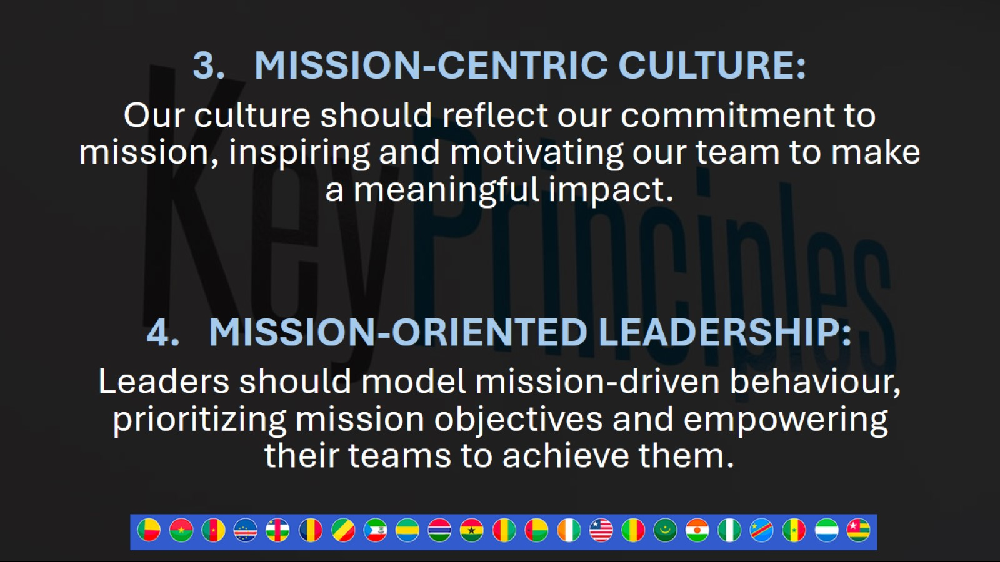 3. MISSION-CENTRIC CULTURE:
Our culture should reflect our commitment to
mission, inspiring and motivating our team to make
a meaningful impact.
Key Principles
4. MISSION-ORIENTED LEADERSHIP:
Leaders should model mission-driven behaviour,
prioritizing mission objectives and empowering
their teams to achieve them.